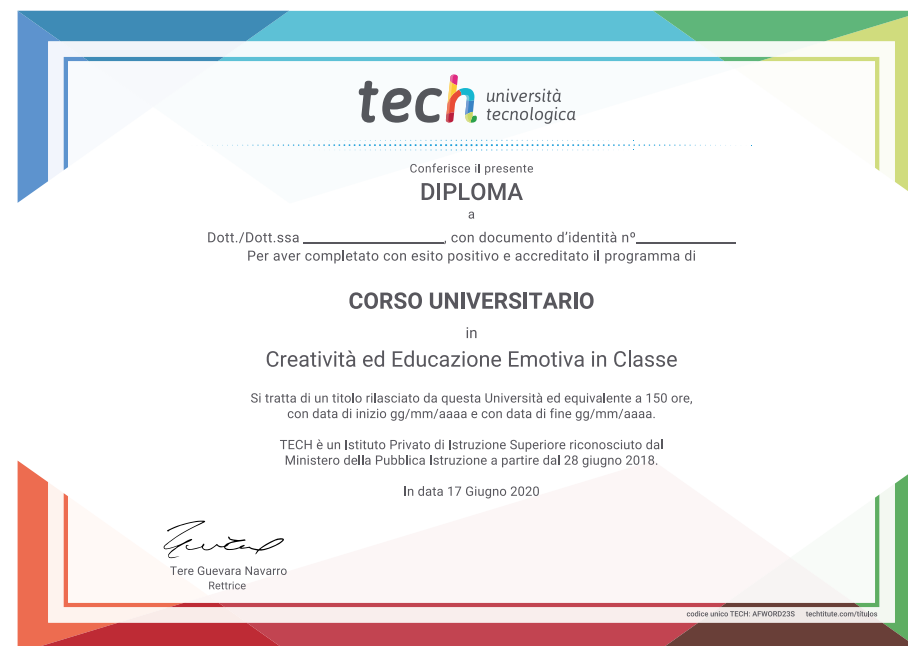 tech università
tecnologica
Conferisce il presente
DIPLOMA
a
Dott./Dott.ssa ____________________, con documento d'identità nº______________
Per aver completato con esito positivo e accreditato il programma di
CORSO UNIVERSITARIO
in
Creatività ed Educazione Emotiva in Classe
Si tratta di un titolo rilasciato da questa Università ed equivalente a 150 ore,
con data di inizio gg/mm/aaaa e con data di fine gg/mm/aaaa.
TECH è un Istituto Privato di Istruzione Superiore riconosciuto dal
Ministero della Pubblica Istruzione a partire dal 28 giugno 2018.
In data 17 Giugno 2020
Tere Guevara Navarro
Rettrice
codice unico TECH: AFWORD23S techtitute.com/titulos